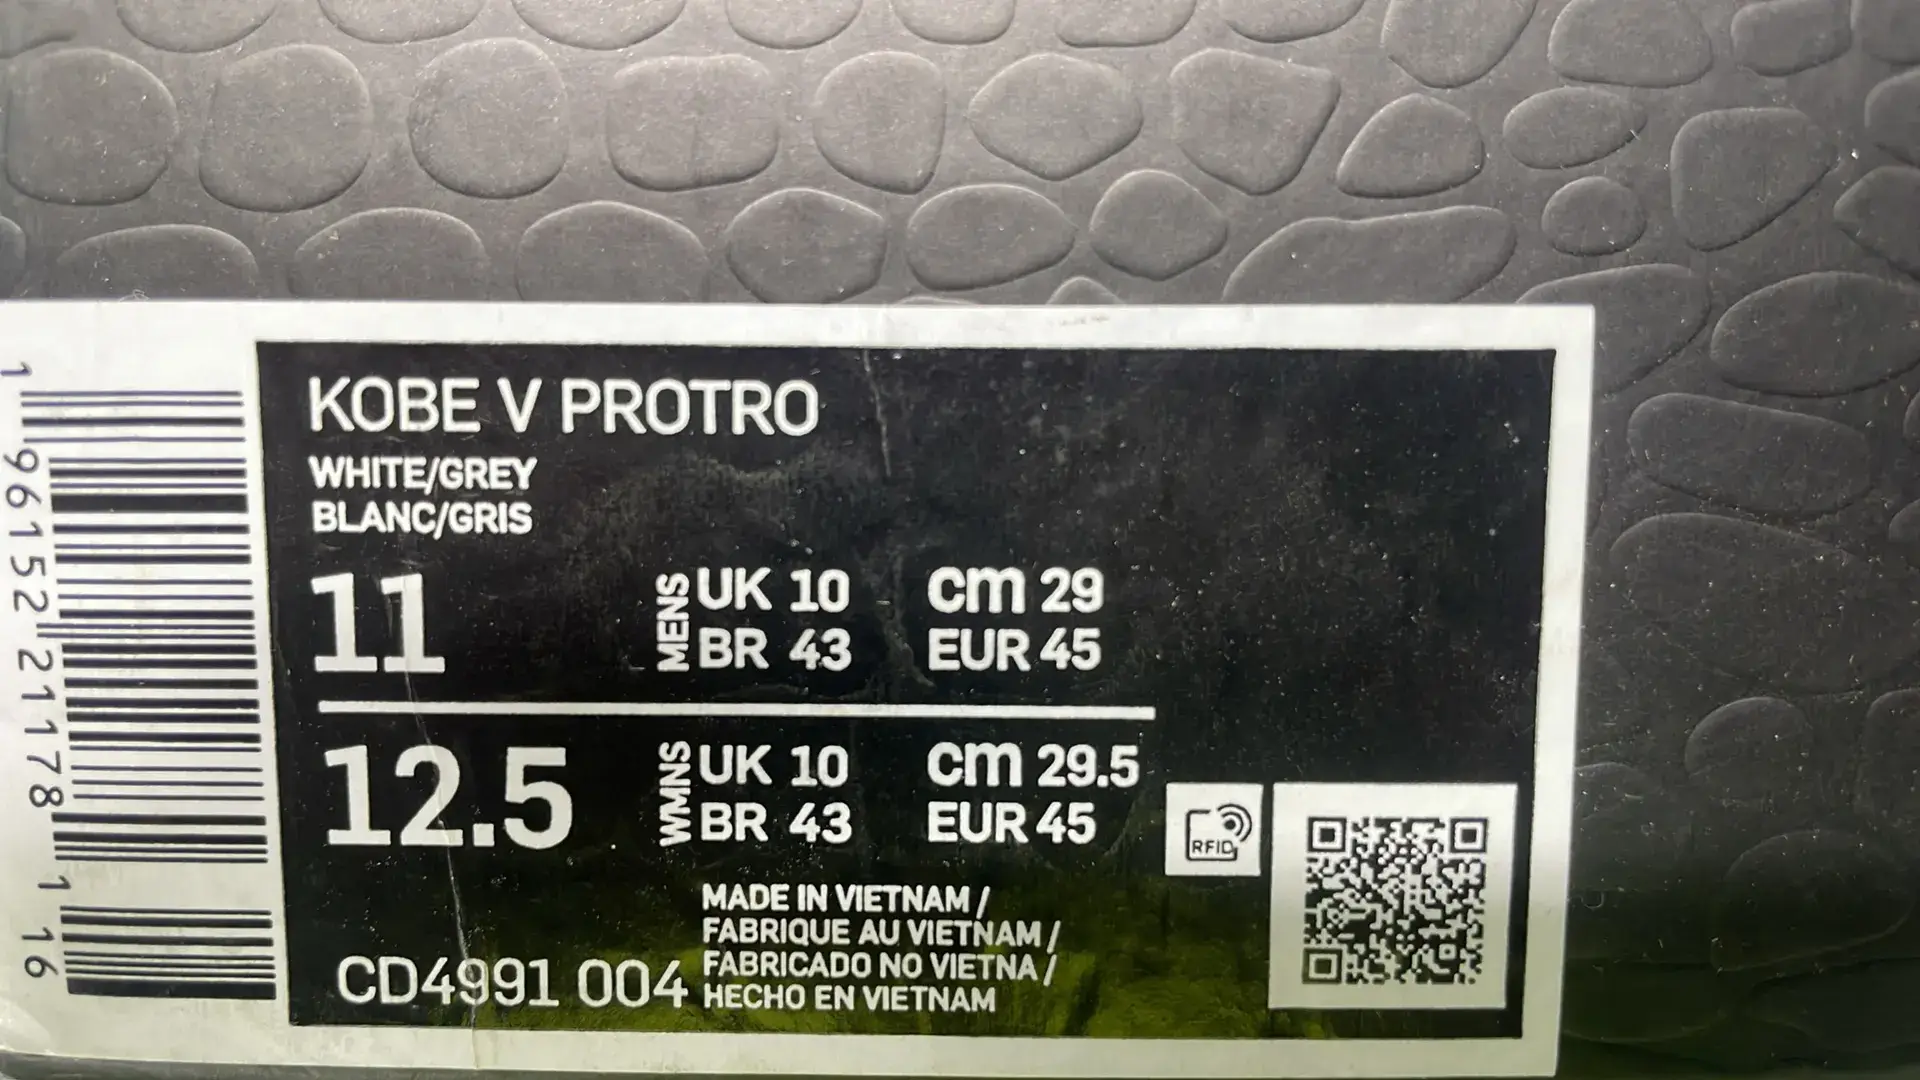 KOBE V PROTRO
WHITE/GREY
BLANC/GRIS
11
MENS
UK 10
cm 29
BR 43
EUR 45
12.5
WMNS
UK 10
cm 29.5
BR 43
EUR 45
RFID
MADE IN VIETNAM /
FABRIQUE AU VIETNAM /
FABRICADO NO VIETNA /
HECHO EN VIETNAM
CD4991 004
1 96152 21178 1 16